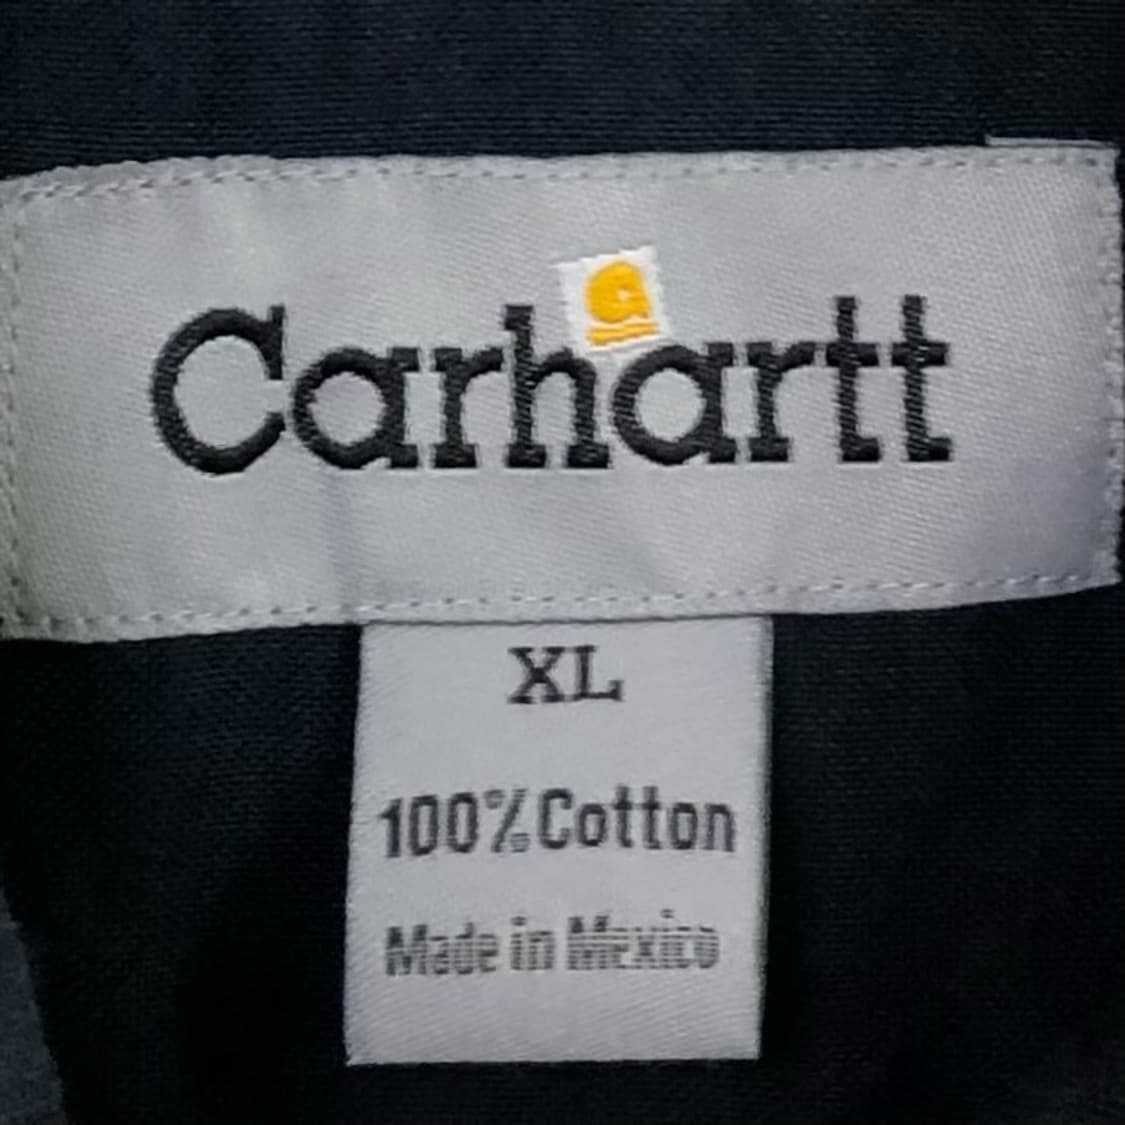 Carhartt
XL
100% Cotton
Made in Mexico